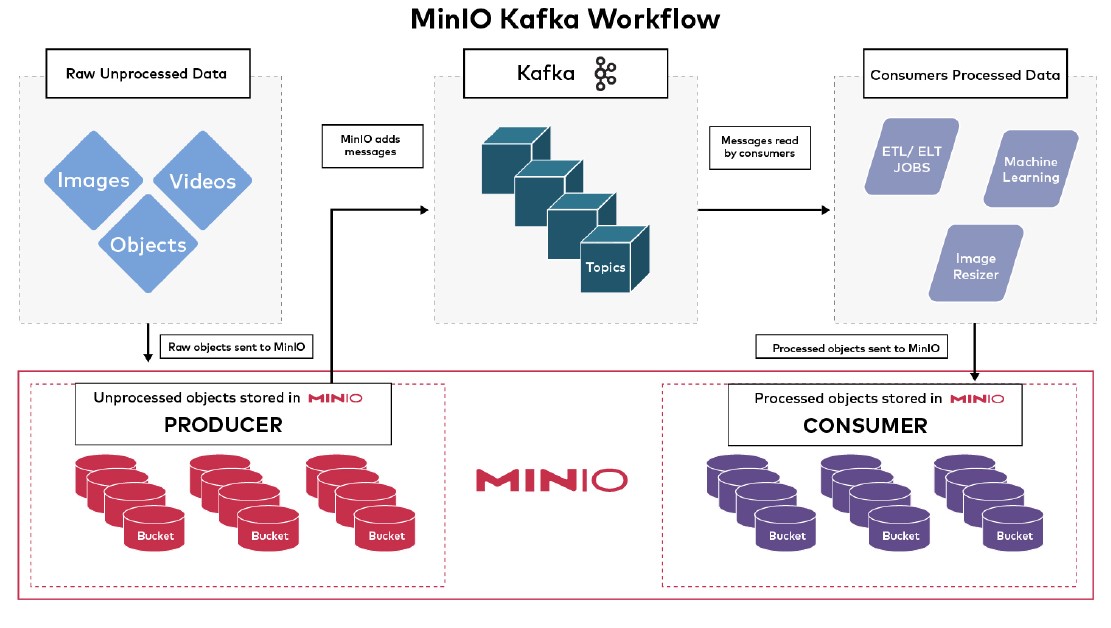 MinIO Kafka Workflow
Raw Unprocessed Data
Images
Videos
Objects
MinIO adds
messages
Kafka
Topics
Messages read
by consumers
Consumers Processed Data
ETL/ ELT
JOBS
Machine
Learning
Image
Resizer
Raw objects sent to MinIO
Processed objects sent to MinIO
Unprocessed objects stored in MINIO
PRODUCER
Bucket
Bucket
Bucket
MINIO
Processed objects stored in MINIO
CONSUMER
Bucket
Bucket
Bucket